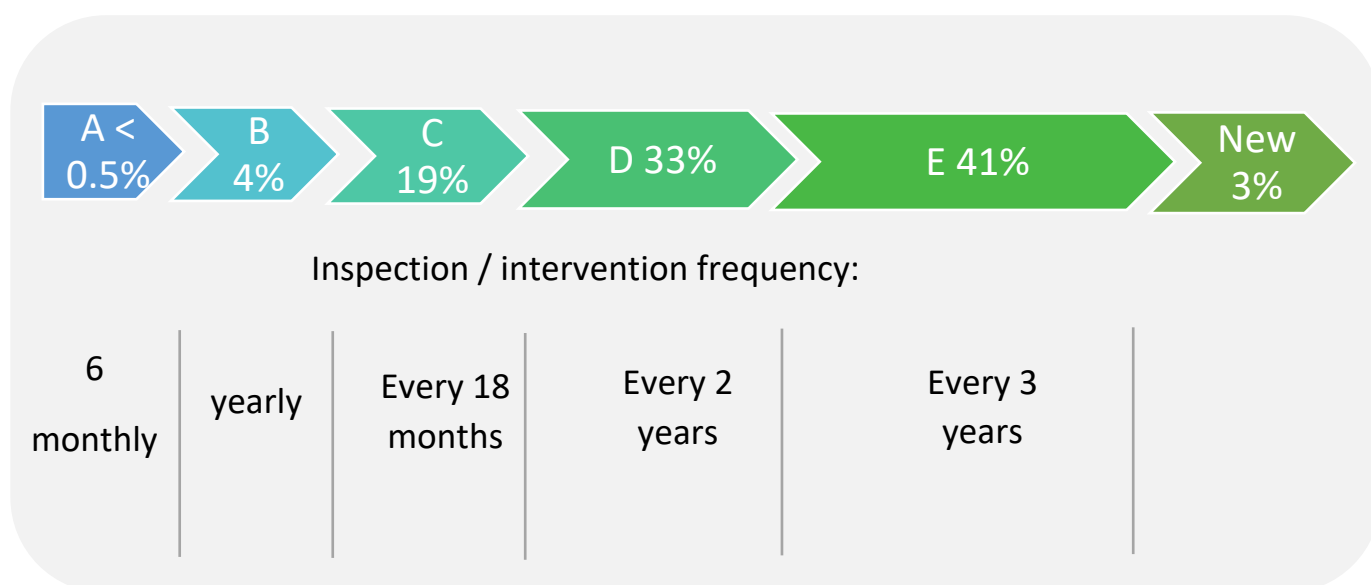 A <
0.5%
B
4%
C
19%
D 33%
E 41%
New
3%
Inspection / intervention frequency:
6
monthly
yearly
Every 18
months
Every 2
years
Every 3
years